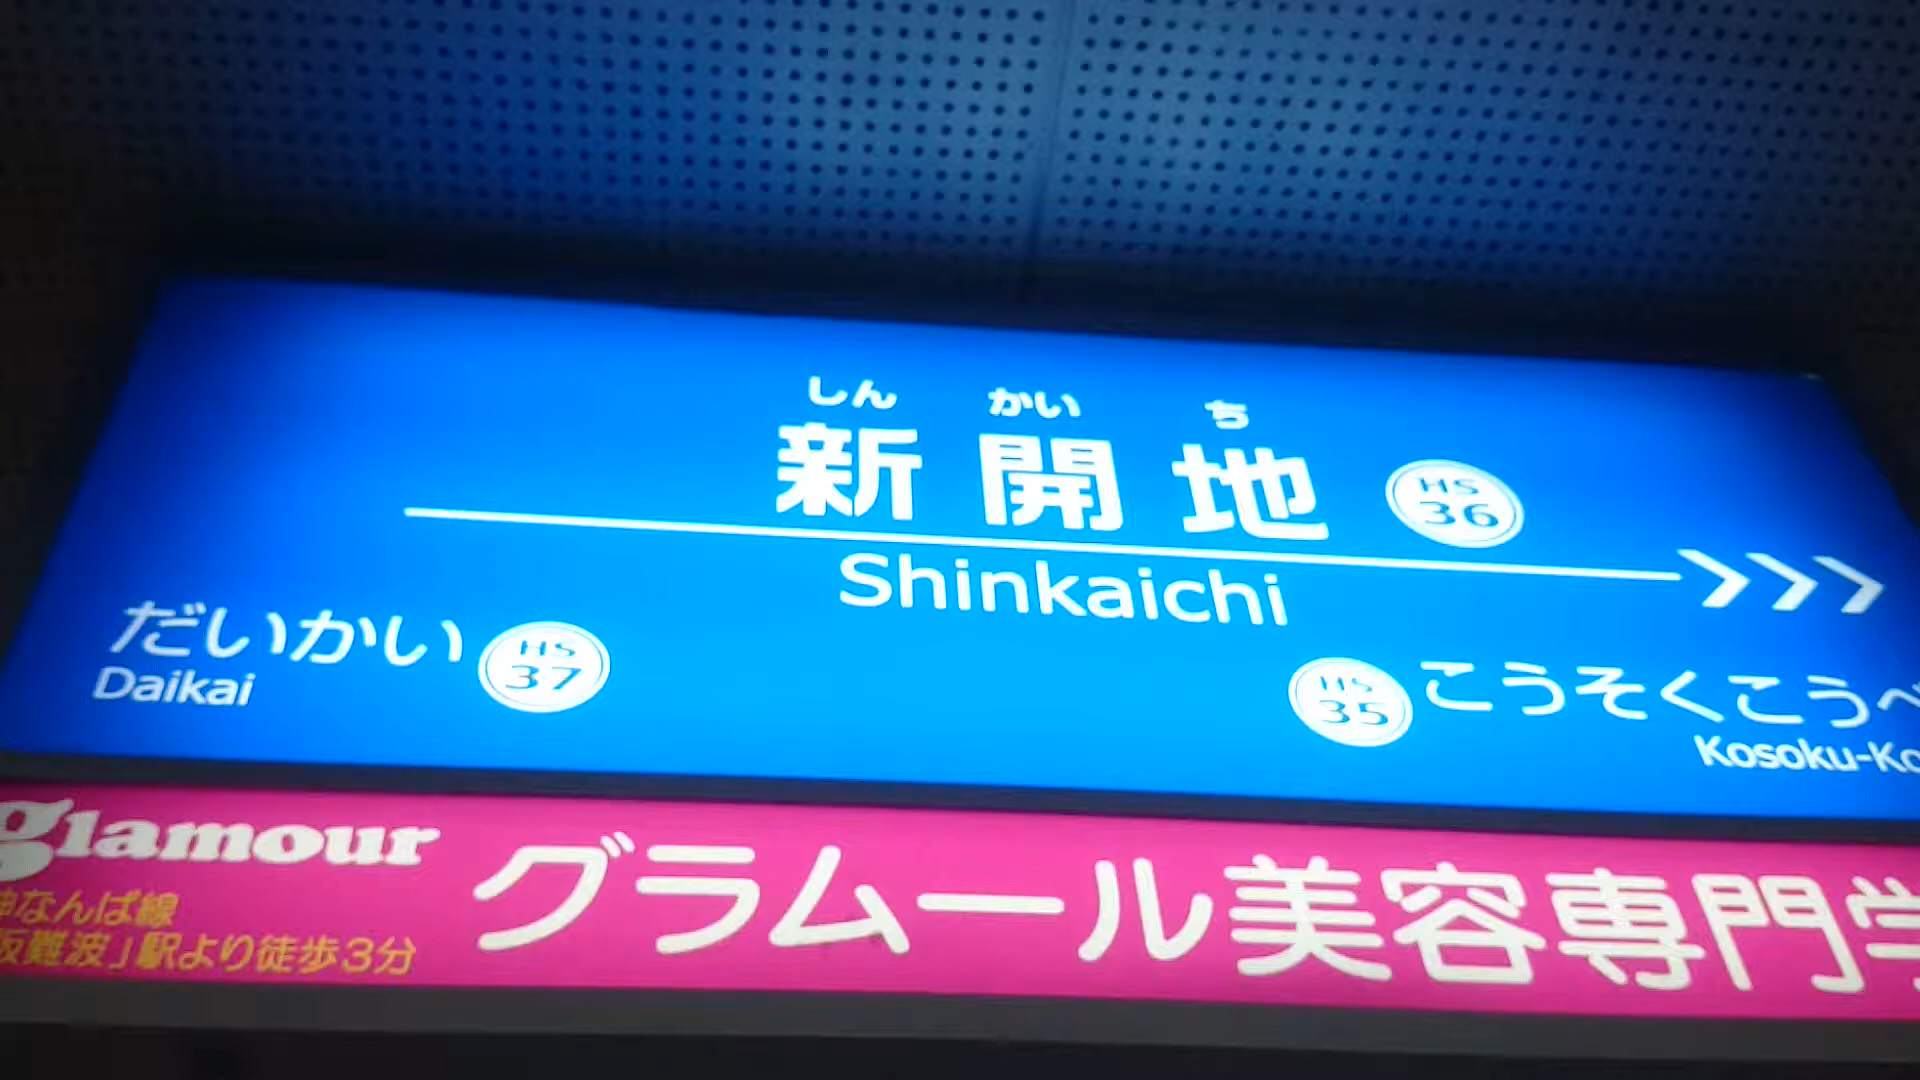 しん かい ち
新開地 HS 36
Shinkaichi
だいかい HS 37
Daikai
HS 35 こうそくこうべ
Kosoku-Ko
glamour
グラムール美容専門学
神なんば線
阪難波」駅より徒歩3分